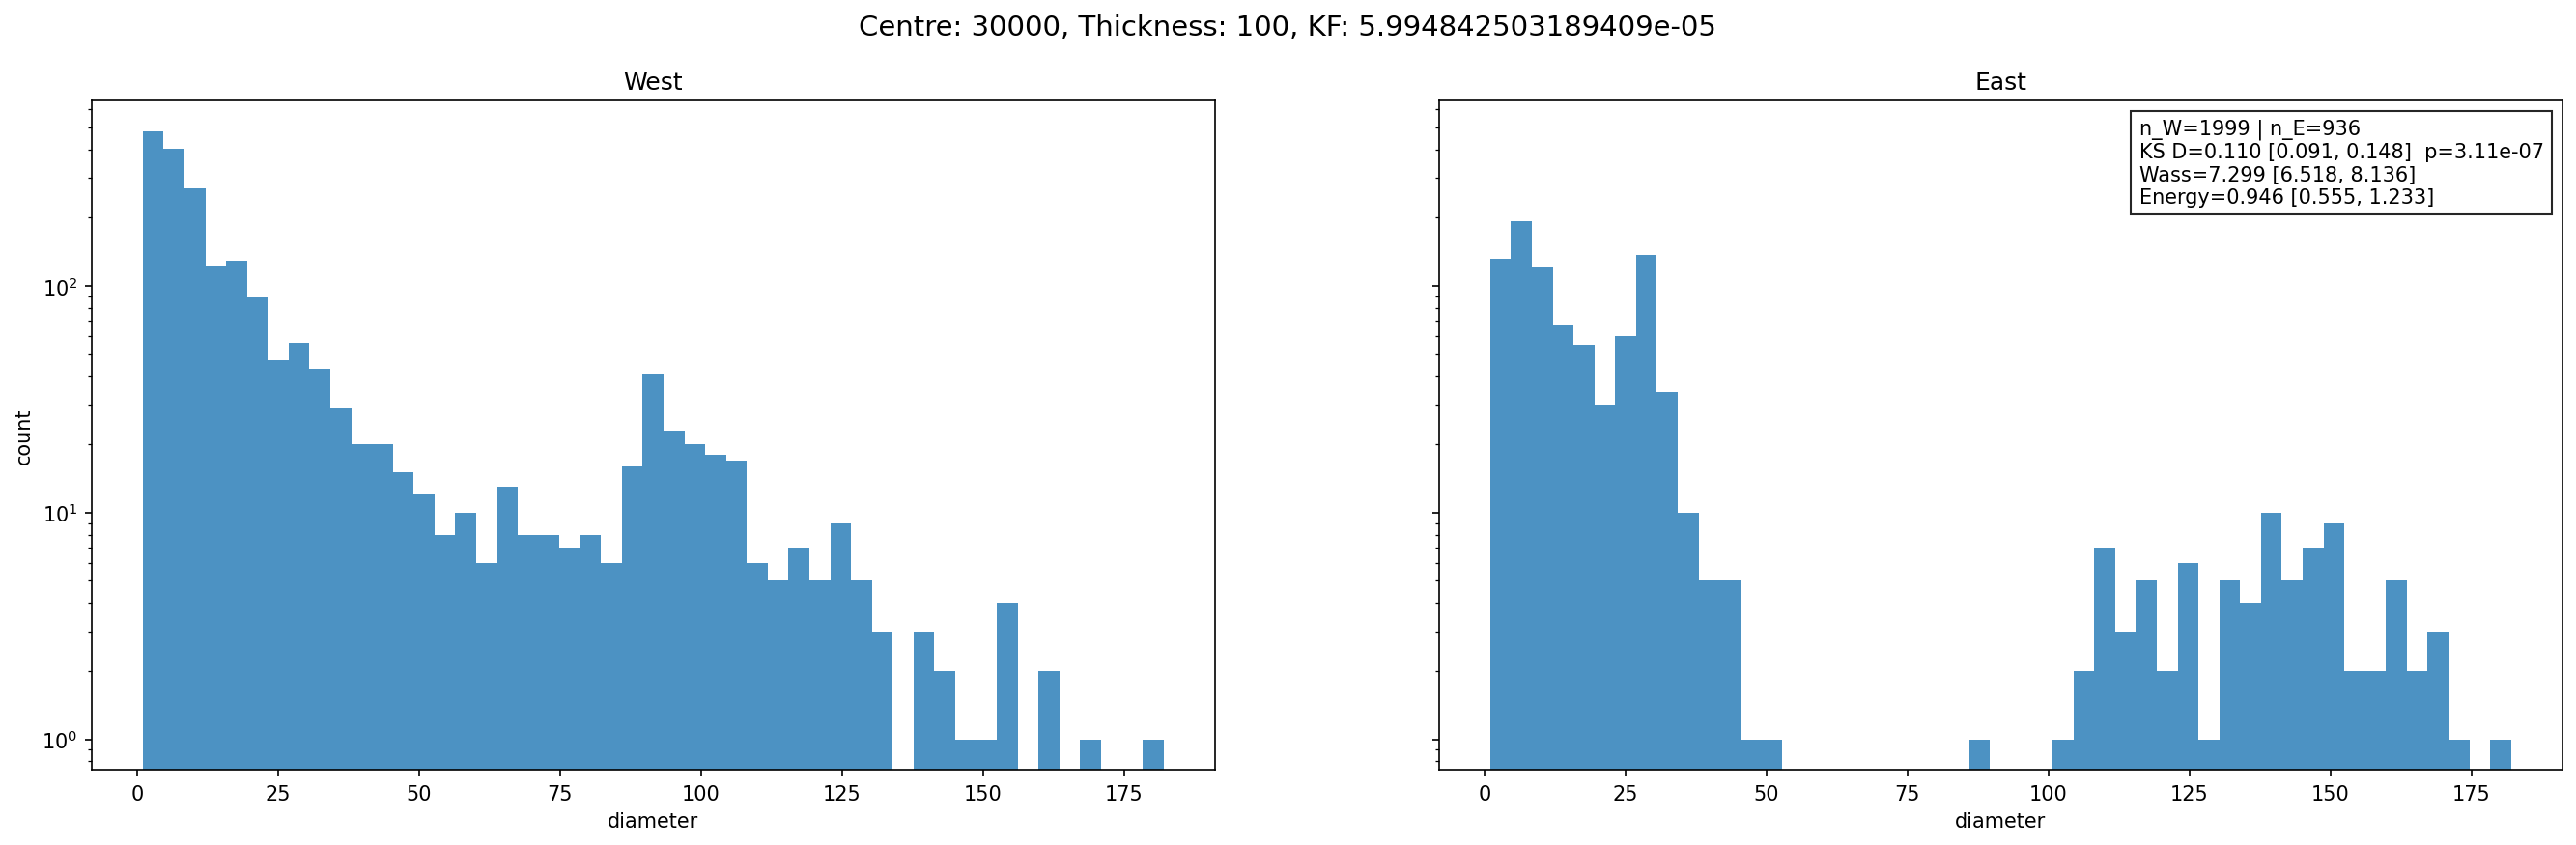 Centre: 30000, Thickness: 100, KF: 5.994842503189409e-05
West
East
n_W=1999 | n_E=936
KS D=0.110 [0.091, 0.148]  p=3.11e-07
Wass=7.299 [6.518, 8.136]
Energy=0.946 [0.555, 1.233]
count
10²
10¹
10⁰
0 25 50 75 100 125 150 175
diameter
0 25 50 75 100 125 150 175
diameter